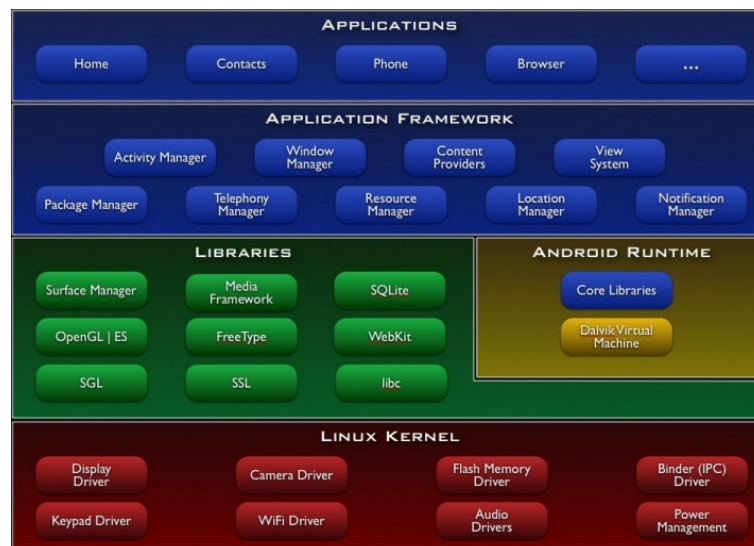 APPLICATIONS
Home
Contacts
Phone
Browser
...
APPLICATION FRAMEWORK
Activity Manager
Window
Manager
Content
Providers
View
System
Package Manager
Telephony
Manager
Resource
Manager
Location
Manager
Notification
Manager
LIBRARIES
Surface Manager
Media
Framework
SQLite
OpenGL | ES
FreeType
WebKit
SGL
SSL
libc
ANDROID RUNTIME
Core Libraries
Dalvik Virtual
Machine
LINUX KERNEL
Display
Driver
Camera Driver
Flash Memory
Driver
Binder (IPC)
Driver
Keypad Driver
WiFi Driver
Audio
Drivers
Power
Management